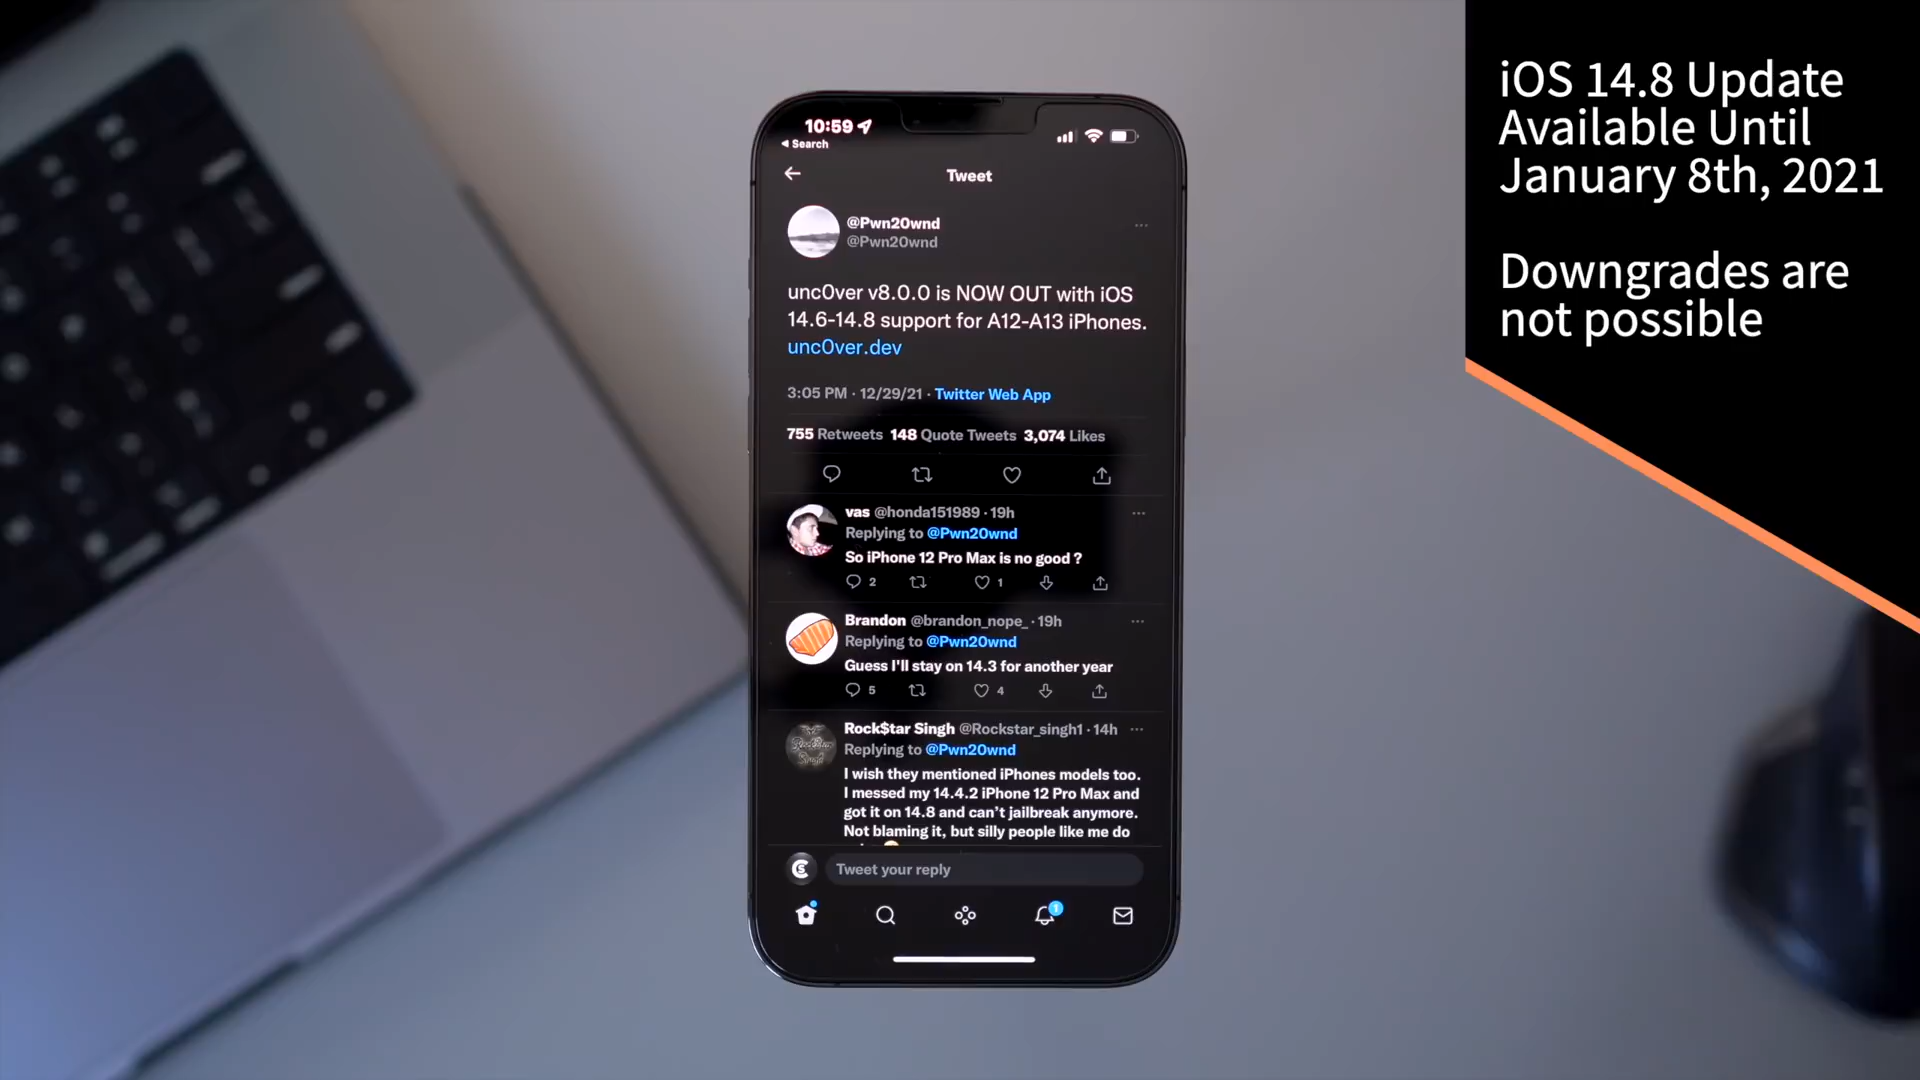 iOS 14.8 Update
Available Until
January 8th, 2021
Downgrades are
not possible
10:59
Search
Tweet
@Pwn20wnd
@Pwn20wnd
unc0ver v8.0.0 is NOW OUT with iOS
14.6-14.8 support for A12-A13 iPhones.
unc0ver.dev
3:05 PM · 12/29/21 · Twitter Web App
755 Retweets 148 Quote Tweets 3,074 Likes
vas @honda151989 · 19h
Replying to @Pwn20wnd
So iPhone 12 Pro Max is no good ?
2 1
Brandon @brandon_nope_ · 19h
Replying to @Pwn20wnd
Guess I'll stay on 14.3 for another year
5 4
Rock$tar Singh @Rockstar_singh1 · 14h
Replying to @Pwn20wnd
I wish they mentioned iPhones models too.
I messed my 14.4.2 iPhone 12 Pro Max and
got it on 14.8 and can't jailbreak anymore.
Not blaming it, but silly people like me do
Tweet your reply
1